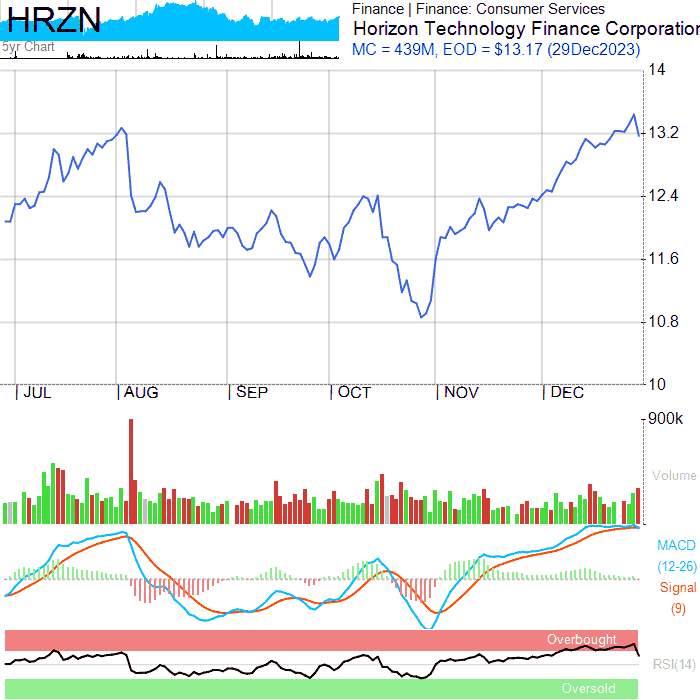 HRZN
5yr Chart
Finance | Finance: Consumer Services
Horizon Technology Finance Corporation
MC = 439M, EOD = $13.17 (29Dec2023)
14
13.2
12.4
11.6
10.8
10
JUL AUG SEP OCT NOV DEC
900k
Volume
MACD
(12-26)
Signal
(9)
Overbought
RSI(14)
Oversold